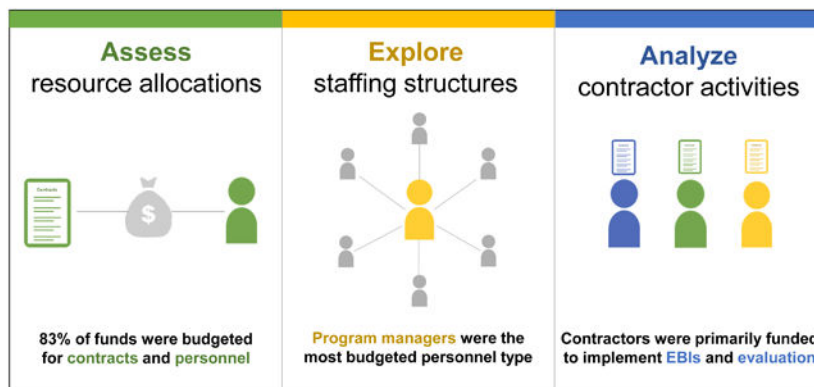 Assess
resource allocations
Contracts
$
83% of funds were budgeted
for contracts and personnel
Explore
staffing structures
Program managers were the
most budgeted personnel type
Analyze
contractor activities
Contractors were primarily funded
to implement EBIs and evaluation